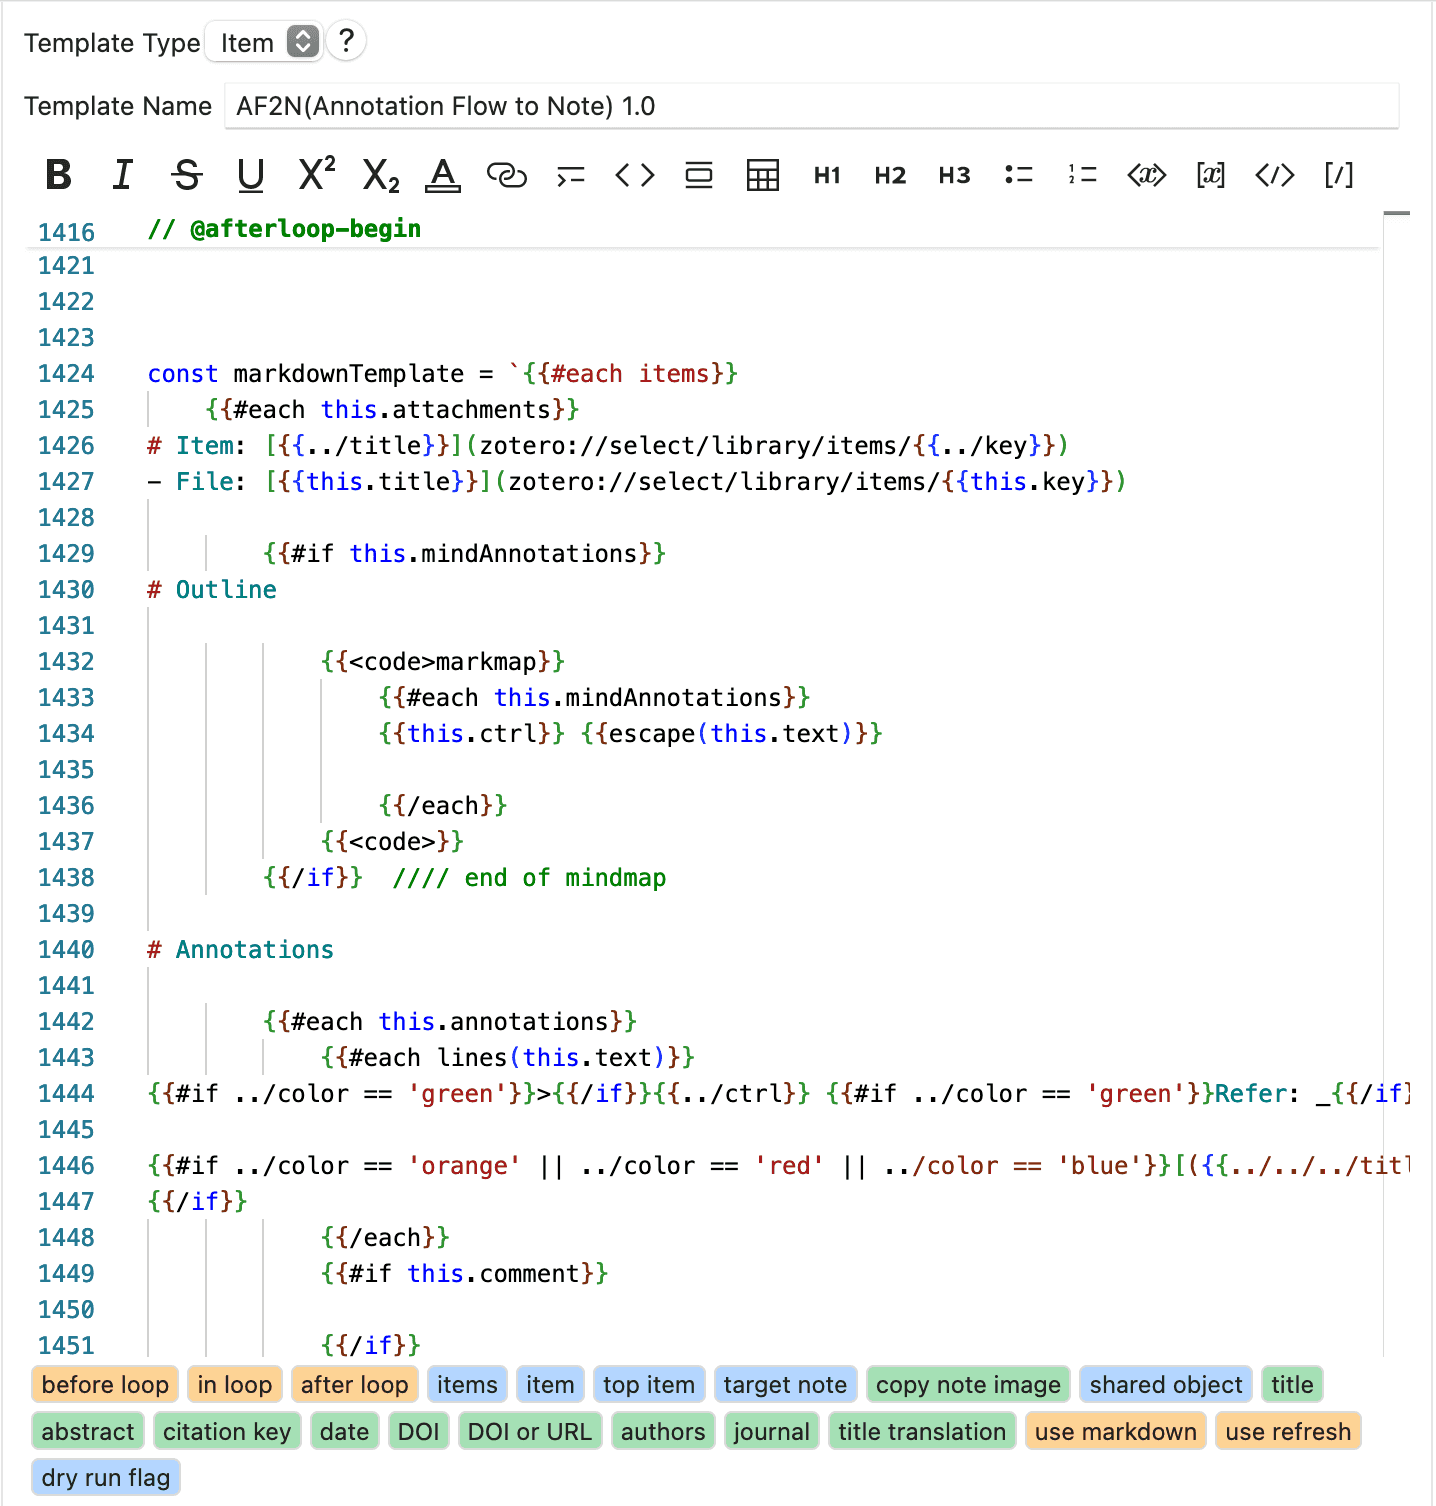 Template Type Item ?
Template Name AF2N(Annotation Flow to Note) 1.0
B I S U X² X₂ A <> H1 H2 H3 <x> [x] </> [/]
1416 // @afterloop-begin
1421
1422
1423
1424 const markdownTemplate = `{{#each items}}
1425 {{#each this.attachments}}
1426 # Item: [{{../title}}](zotero://select/library/items/{{../key}})
1427 - File: [{{this.title}}](zotero://select/library/items/{{this.key}})
1428
1429 {{#if this.mindAnnotations}}
1430 # Outline
1431
1432 {{<code>markmap}}
1433 {{#each this.mindAnnotations}}
1434 {{this.ctrl}} {{escape(this.text)}}
1435
1436 {{/each}}
1437 {{<code>}}
1438 {{/if}} //// end of mindmap
1439
1440 # Annotations
1441
1442 {{#each this.annotations}}
1443 {{#each lines(this.text)}}
1444 {{#if ../color == 'green'}}>{{/if}}{{../ctrl}} {{#if ../color == 'green'}}Refer: _{{/if}
1445
1446 {{#if ../color == 'orange' || ../color == 'red' || ../color == 'blue'}}[({{../../../titl
1447 {{/if}}
1448 {{/each}}
1449 {{#if this.comment}}
1450
1451 {{/if}}
before loop in loop after loop items item top item target note copy note image shared object title
abstract citation key date DOI DOI or URL authors journal title translation use markdown use refresh
dry run flag